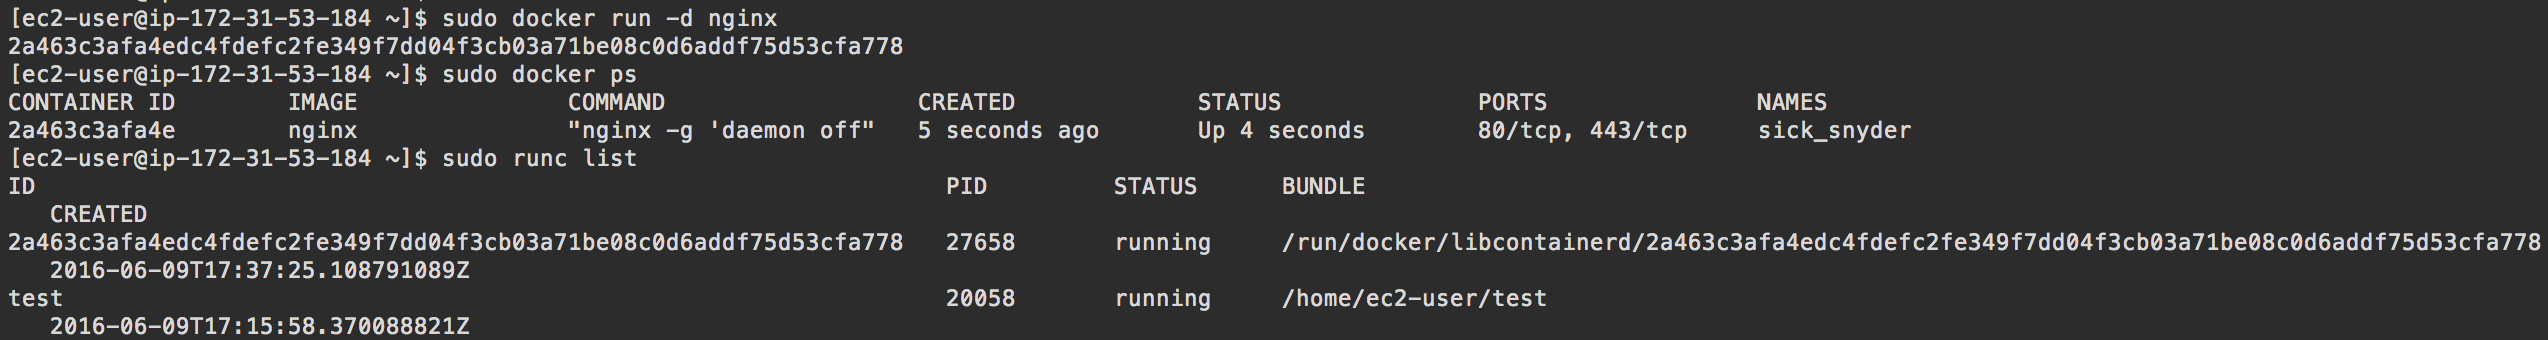 [ec2-user@ip-172-31-53-184 ~]$ sudo docker run -d nginx
2a463c3afa4edc4fdefc2fe349f7dd04f3cb03a71be08c0d6addf75d53cfa778
[ec2-user@ip-172-31-53-184 ~]$ sudo docker ps
CONTAINER ID        IMAGE               COMMAND                  CREATED             STATUS              PORTS               NAMES
2a463c3afa4e        nginx               "nginx -g 'daemon off"   5 seconds ago       Up 4 seconds        80/tcp, 443/tcp     sick_snyder
[ec2-user@ip-172-31-53-184 ~]$ sudo runc list
ID                                                                 PID         STATUS      BUNDLE
   CREATED
2a463c3afa4edc4fdefc2fe349f7dd04f3cb03a71be08c0d6addf75d53cfa778   27658       running     /run/docker/libcontainerd/2a463c3afa4edc4fdefc2fe349f7dd04f3cb03a71be08c0d6addf75d53cfa778
   2016-06-09T17:37:25.108791089Z
test                                                               20058       running     /home/ec2-user/test
   2016-06-09T17:15:58.370088821Z